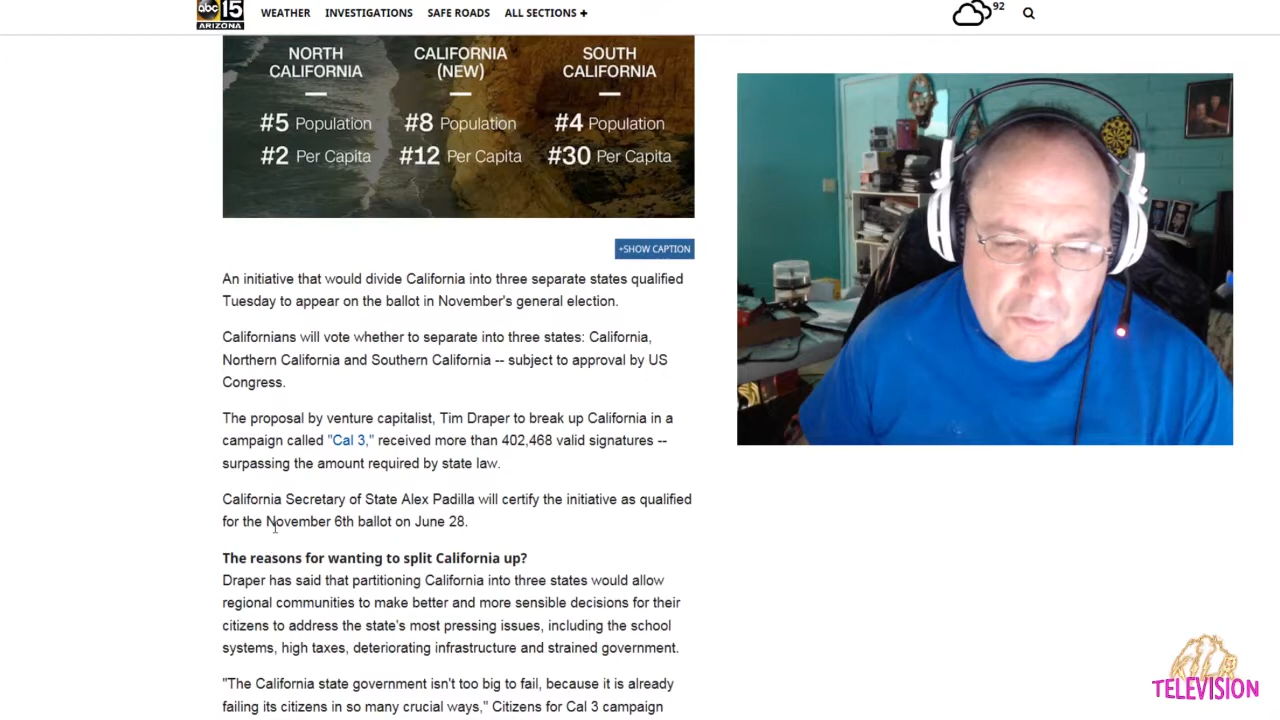 abc 15
ARIZONA
WEATHER INVESTIGATIONS SAFE ROADS ALL SECTIONS +
92
NORTH CALIFORNIA
#5 Population
#2 Per Capita
CALIFORNIA (NEW)
#8 Population
#12 Per Capita
SOUTH CALIFORNIA
#4 Population
#30 Per Capita
+SHOW CAPTION
An initiative that would divide California into three separate states qualified
Tuesday to appear on the ballot in November's general election.
Californians will vote whether to separate into three states: California,
Northern California and Southern California -- subject to approval by US
Congress.
The proposal by venture capitalist, Tim Draper to break up California in a
campaign called "Cal 3," received more than 402,468 valid signatures --
surpassing the amount required by state law.
California Secretary of State Alex Padilla will certify the initiative as qualified
for the November 6th ballot on June 28.
The reasons for wanting to split California up?
Draper has said that partitioning California into three states would allow
regional communities to make better and more sensible decisions for their
citizens to address the state's most pressing issues, including the school
systems, high taxes, deteriorating infrastructure and strained government.
"The California state government isn't too big to fail, because it is already
failing its citizens in so many crucial ways," Citizens for Cal 3 campaign
TELEVISION